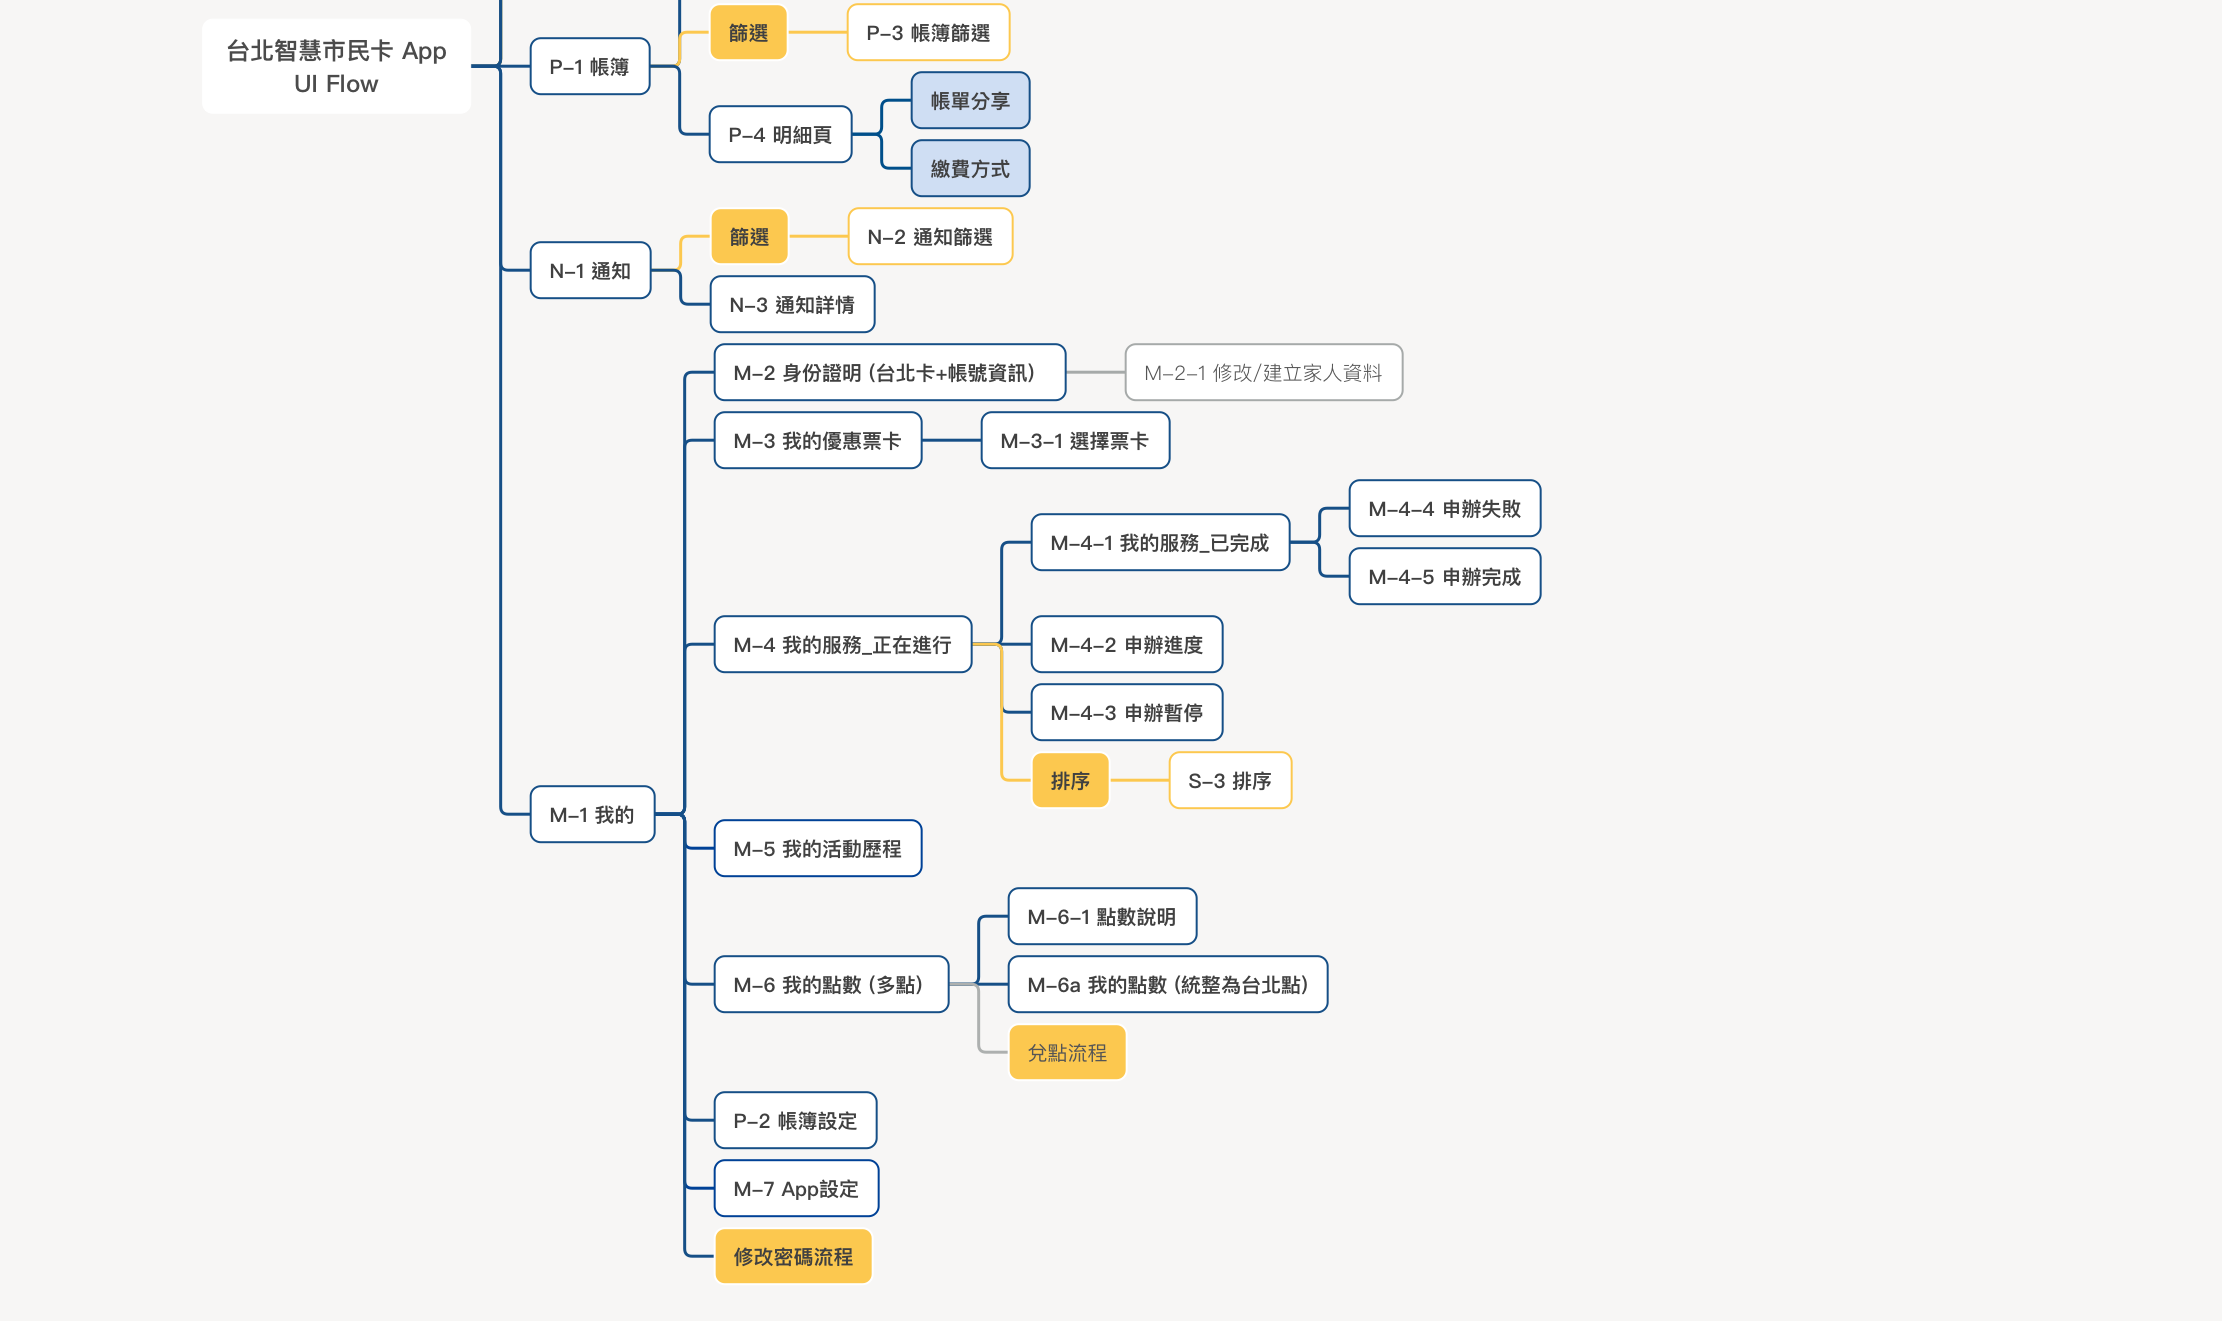 台北智慧市民卡 App
UI Flow
P-1 帳簿
篩選
P-3 帳簿篩選
P-4 明細頁
帳單分享
繳費方式
N-1 通知
篩選
N-2 通知篩選
N-3 通知詳情
M-1 我的
M-2 身份證明 (台北卡+帳號資訊)
M-2-1 修改/建立家人資料
M-3 我的優惠票卡
M-3-1 選擇票卡
M-4 我的服務_正在進行
M-4-1 我的服務_已完成
M-4-4 申辦失敗
M-4-5 申辦完成
M-4-2 申辦進度
M-4-3 申辦暫停
排序
S-3 排序
M-5 我的活動歷程
M-6 我的點數 (多點)
M-6-1 點數說明
M-6a 我的點數 (統整為台北點)
兌點流程
P-2 帳簿設定
M-7 App設定
修改密碼流程